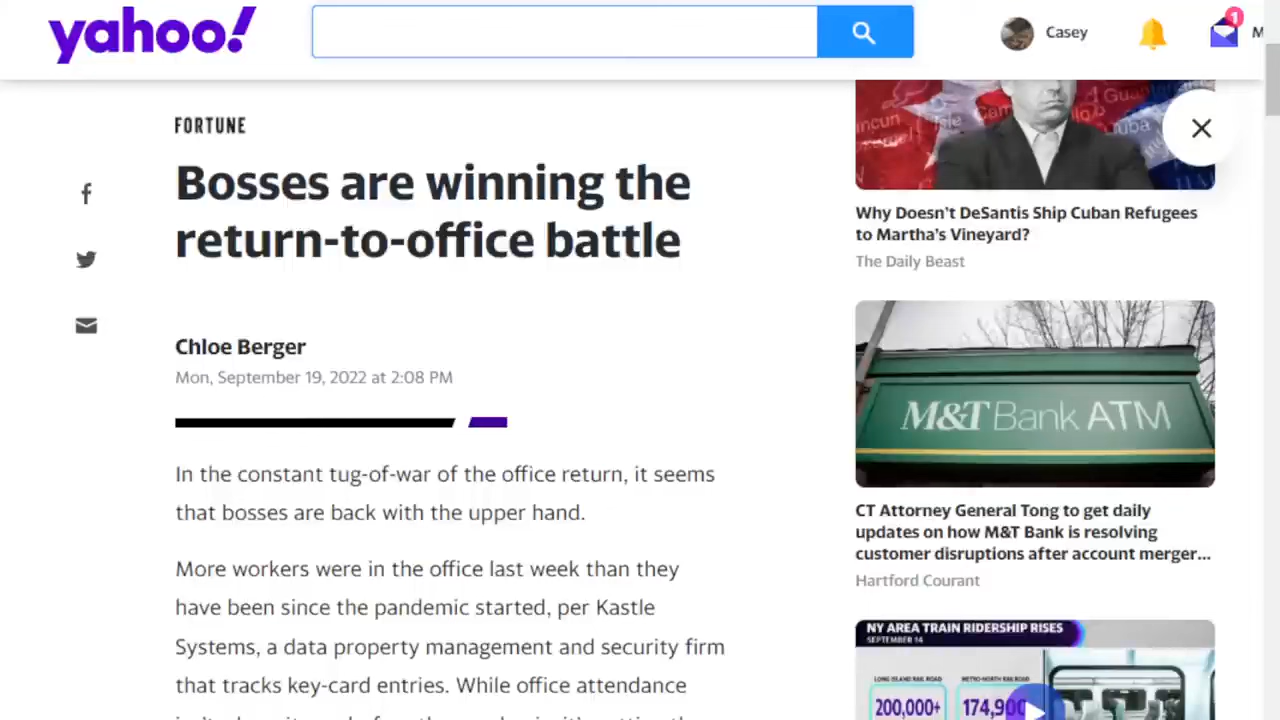 yahoo!
Casey
1
M
FORTUNE
Bosses are winning the
return-to-office battle
Chloe Berger
Mon, September 19, 2022 at 2:08 PM
In the constant tug-of-war of the office return, it seems
that bosses are back with the upper hand.
More workers were in the office last week than they
have been since the pandemic started, per Kastle
Systems, a data property management and security firm
that tracks key-card entries. While office attendance
Cuba
Why Doesn't DeSantis Ship Cuban Refugees
to Martha's Vineyard?
The Daily Beast
M&T Bank ATM
CT Attorney General Tong to get daily
updates on how M&T Bank is resolving
customer disruptions after account merger...
Hartford Courant
NY AREA TRAIN RIDERSHIP RISES
SEPTEMBER 14
LONG ISLAND RAIL ROAD
METRO-NORTH RAILROAD
200,000+
174,900